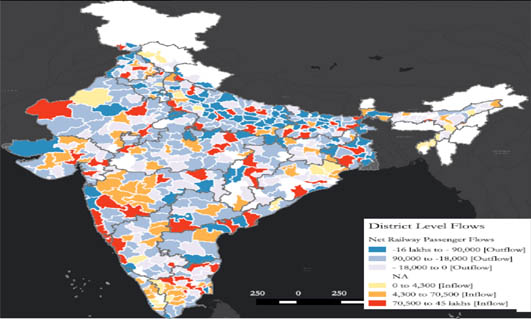 District Level Flows
Net Railway Passenger Flows
-16 lakhs to - 90,000 [Outflow]
90,000 to -18,000 [Outflow]
- 18,000 to 0 [Outflow]
NA
0 to 4,300 [Inflow]
4,300 to 70,500 [Inflow]
70,500 to 45 lakhs [Inflow]
250 0 250